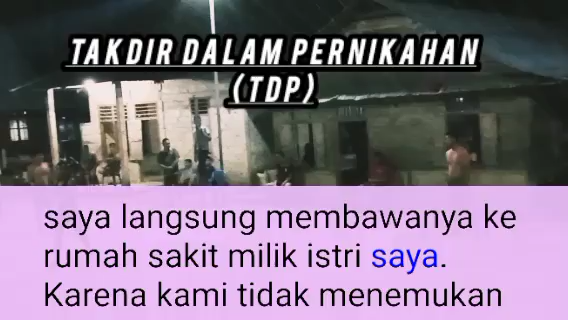 TAKDIR DALAM PERNIKAHAN
(TDP)
saya langsung membawanya ke
rumah sakit milik istri saya.
Karena kami tidak menemukan